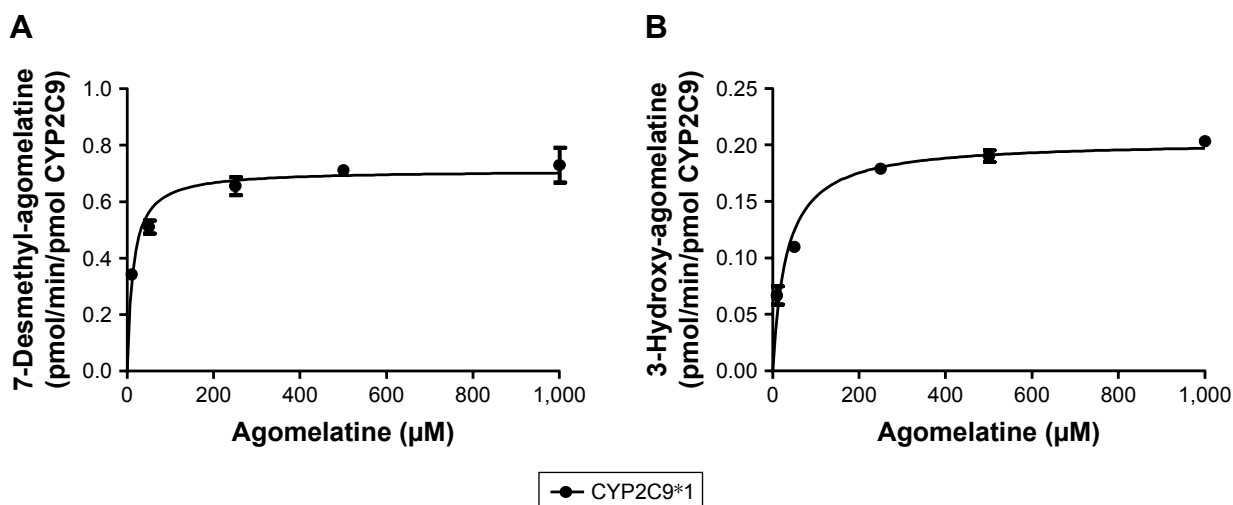 A
7-Desmethyl-agomelatine
(pmol/min/pmol CYP2C9)
1.0
0.8
0.6
0.4
0.2
0.0
0
200
400
600
800
1,000
Agomelatine (µM)
B
3-Hydroxy-agomelatine
(pmol/min/pmol CYP2C9)
0.25
0.20
0.15
0.10
0.05
0.00
0
200
400
600
800
1,000
Agomelatine (µM)
CYP2C9*1